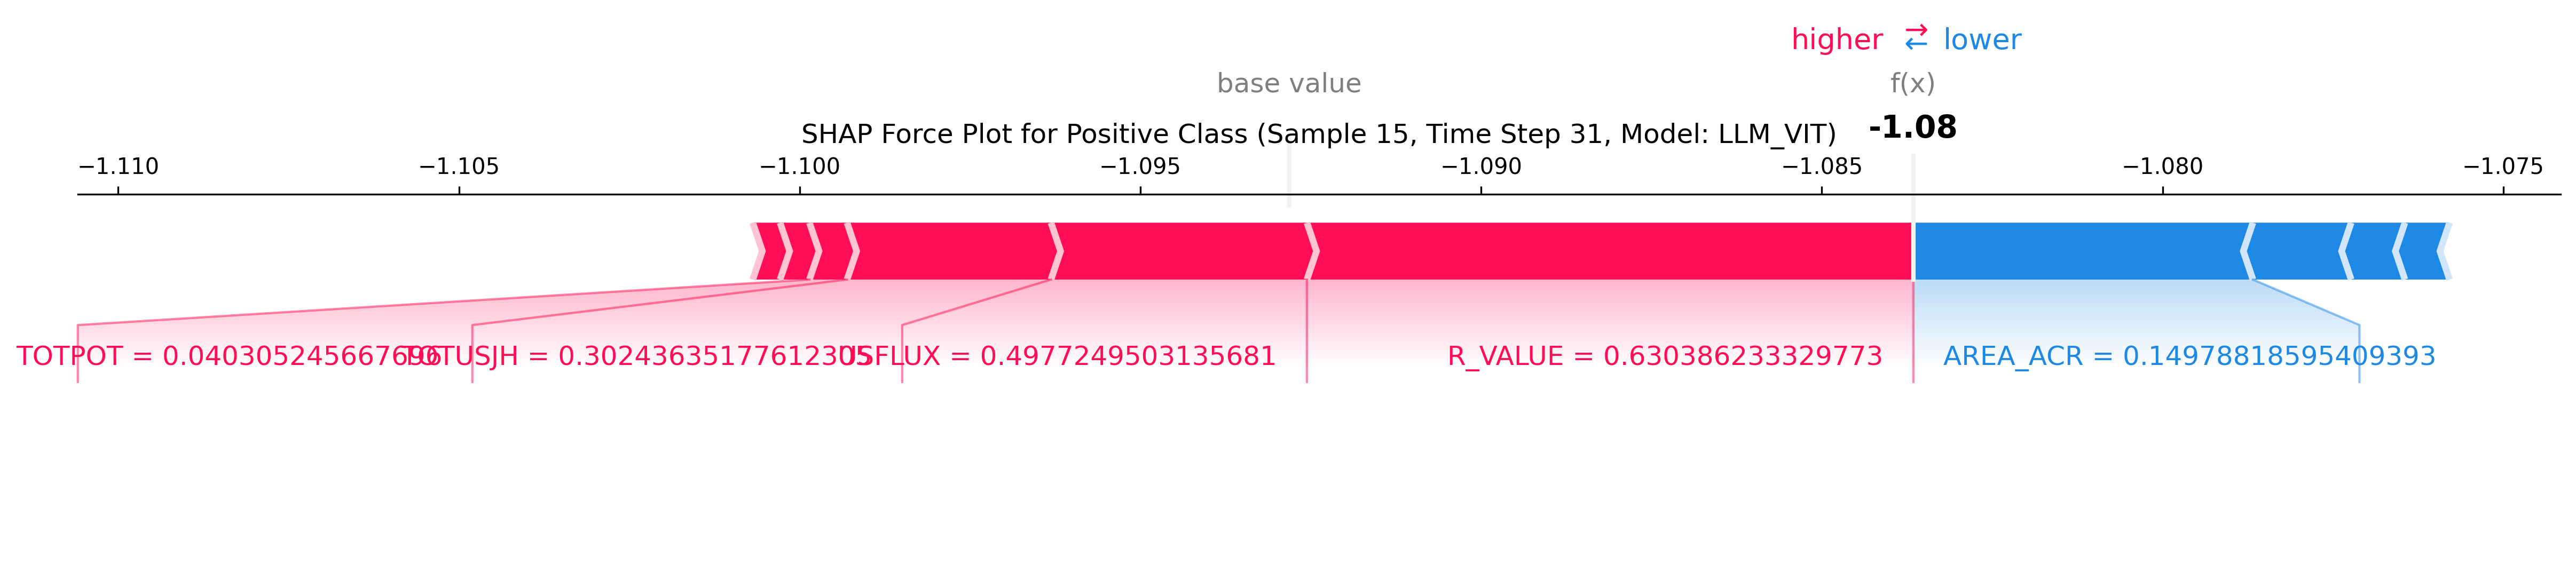 higher ⇄ lower
base value f(x)
SHAP Force Plot for Positive Class (Sample 15, Time Step 31, Model: LLM_VIT) -1.08
−1.110 −1.105 −1.100 −1.095 −1.090 −1.085 −1.080 −1.075
TOTPOT = 0.040305245667696 TOTUSJH = 0.30243635177612305 USFLUX = 0.4977249503135681 R_VALUE = 0.630386233329773 AREA_ACR = 0.14978818595409393